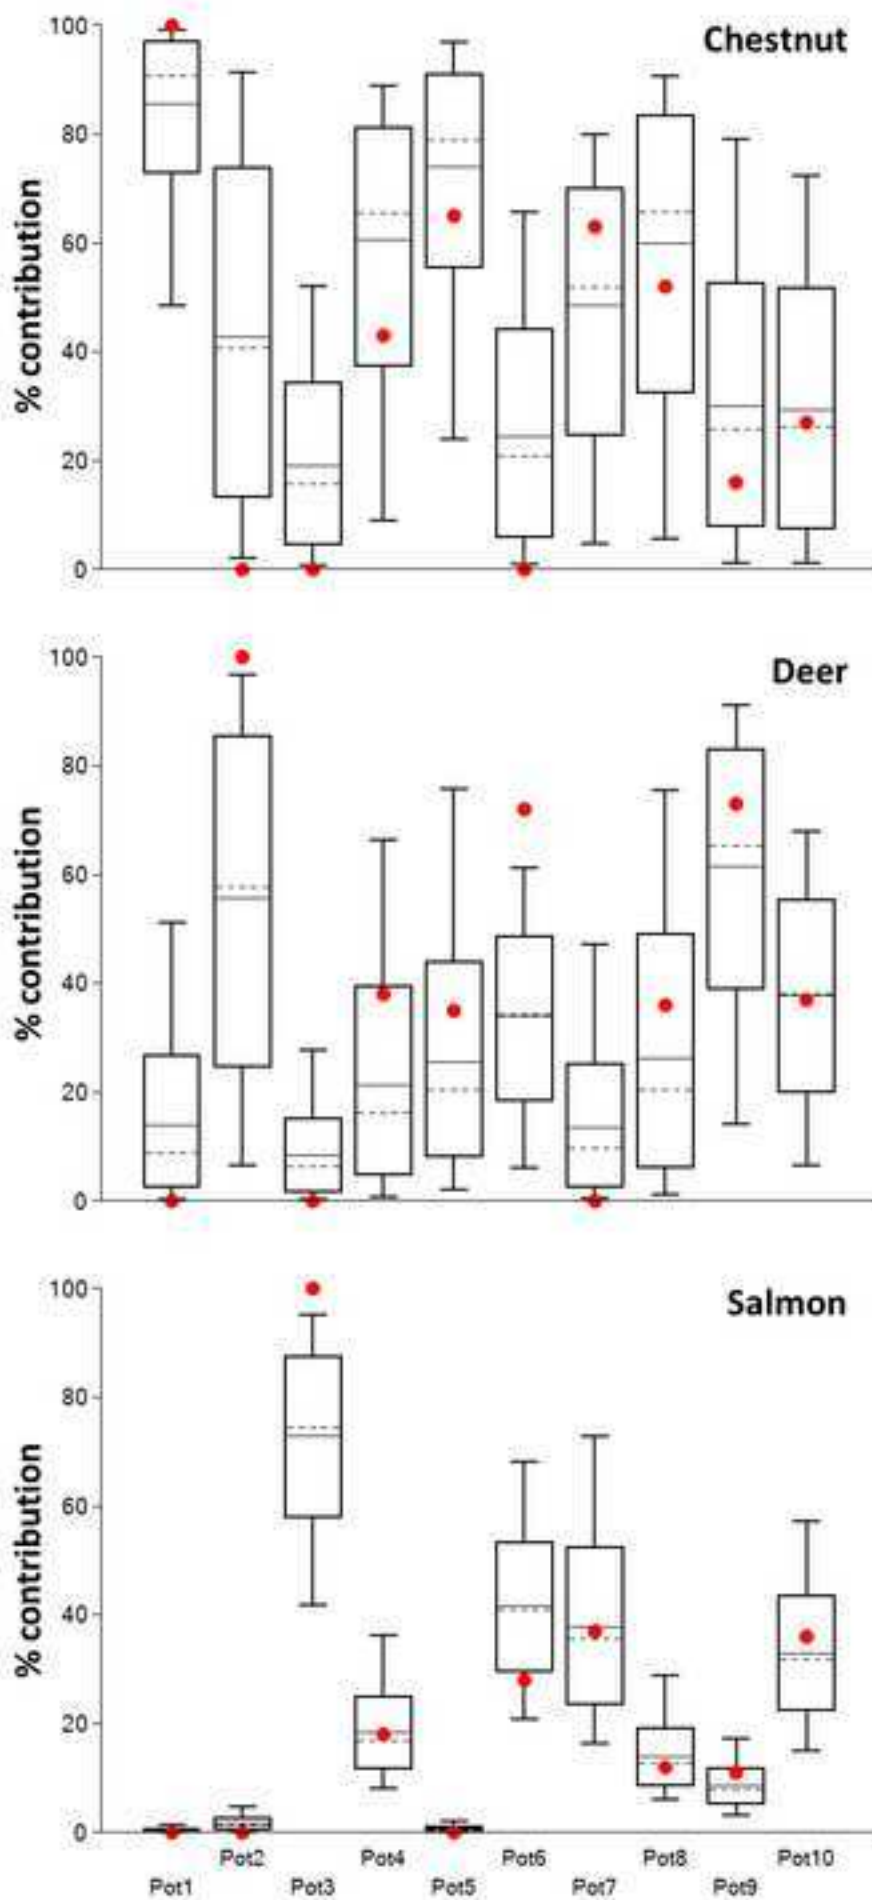 Chestnut
100
80
60
40
20
0
% contribution
Deer
100
80
60
40
20
0
% contribution
Salmon
100
80
60
40
20
0
% contribution
Pot2 Pot4 Pot6 Pot8 Pot10
Pot1 Pot3 Pot5 Pot7 Pot9